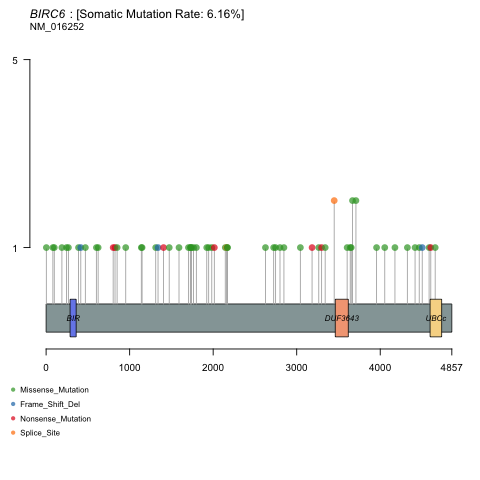 BIRC6 : [Somatic Mutation Rate: 6.16%]
NM_016252
5
1
BIR
DUF3643
UBCc
0 1000 2000 3000 4000 4857
Missense_Mutation
Frame_Shift_Del
Nonsense_Mutation
Splice_Site